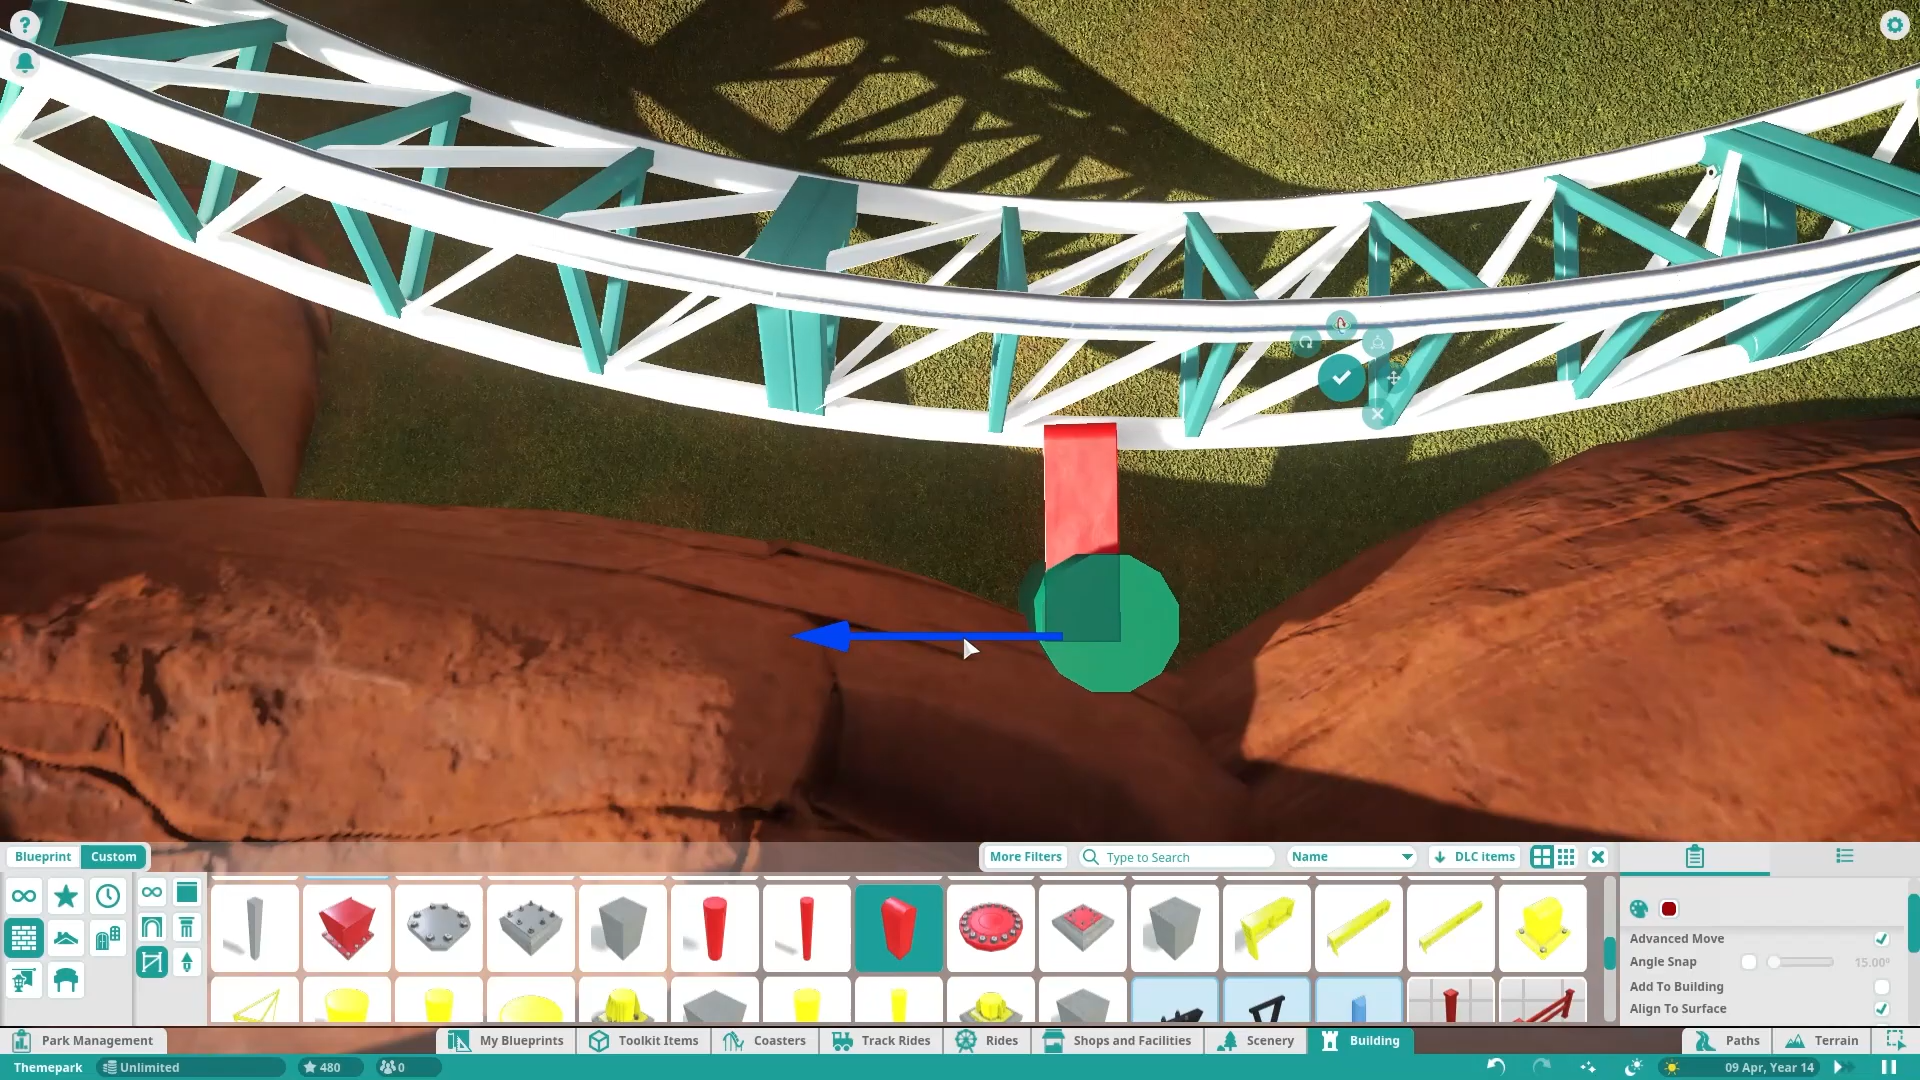 ?
Blueprint
Custom
More Filters
Type to Search
Name
DLC items
Advanced Move
Angle Snap
15.00°
Add To Building
Align To Surface
Park Management
My Blueprints
Toolkit Items
Coasters
Track Rides
Rides
Shops and Facilities
Scenery
Building
Paths
Terrain
Themepark
Unlimited
480
0
09 Apr, Year 14